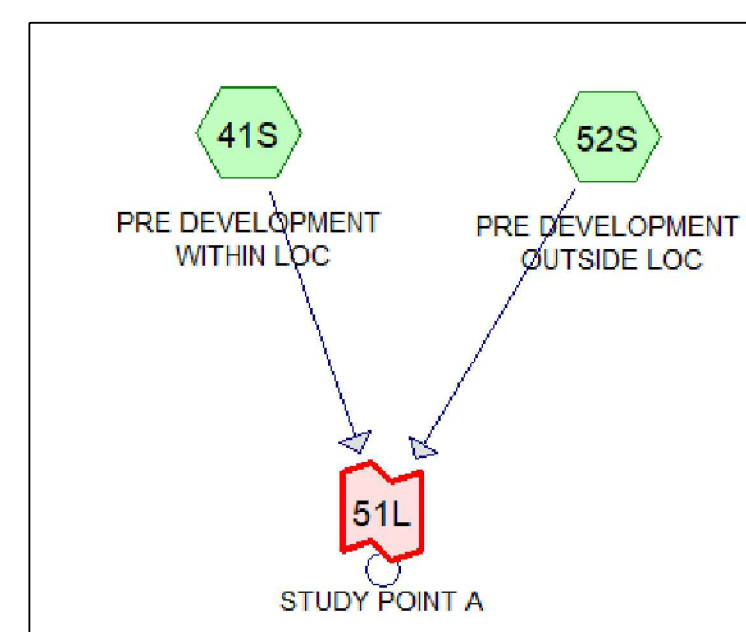 41S
PRE DEVELOPMENT
WITHIN LOC
52S
PRE DEVELOPMENT
OUTSIDE LOC
51L
STUDY POINT A